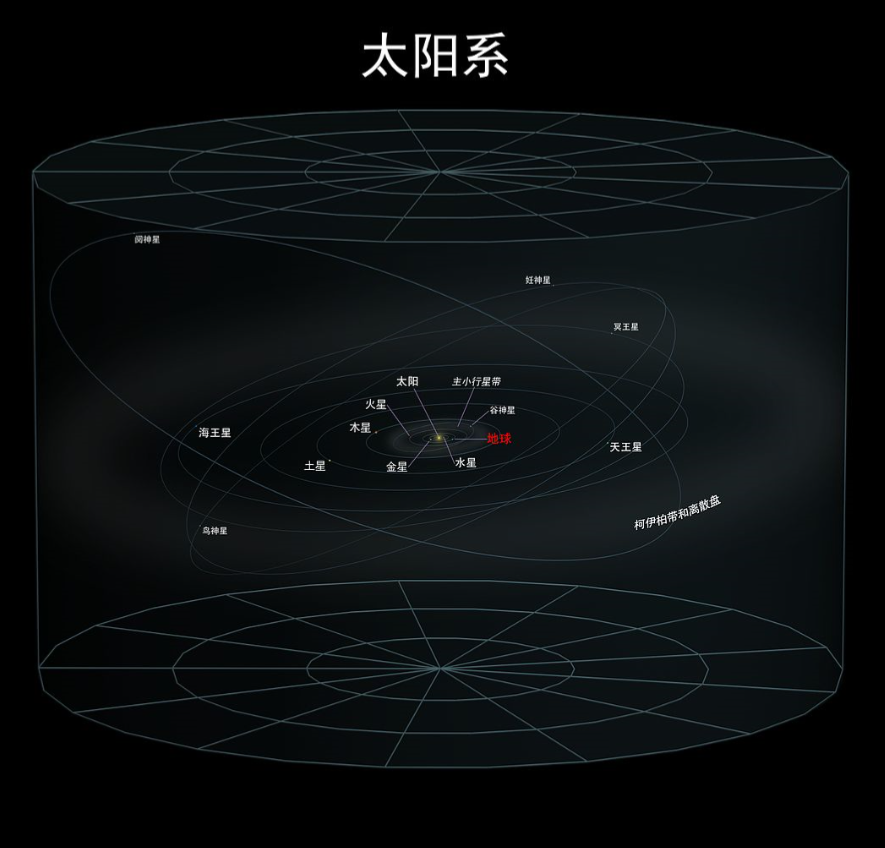 太阳系
阋神星
妊神星
冥王星
太阳
主小行星带
火星
谷神星
木星
海王星
地球
天王星
土星
金星
水星
柯伊柏带和离散盘
鸟神星